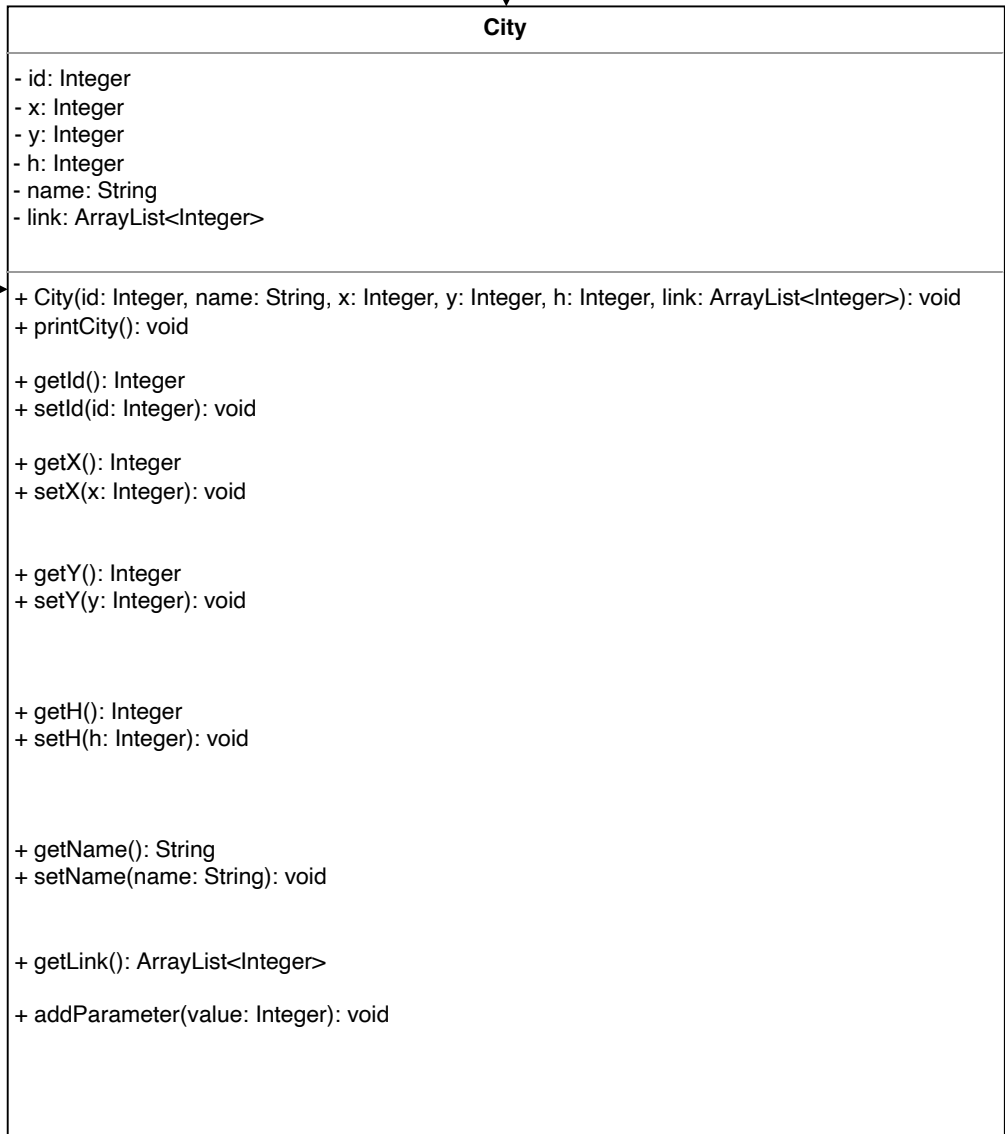 City
- id: Integer
- x: Integer
- y: Integer
- h: Integer
- name: String
- link: ArrayList<Integer>
+ City(id: Integer, name: String, x: Integer, y: Integer, h: Integer, link: ArrayList<Integer>): void
+ printCity(): void
+ getId(): Integer
+ setId(id: Integer): void
+ getX(): Integer
+ setX(x: Integer): void
+ getY(): Integer
+ setY(y: Integer): void
+ getH(): Integer
+ setH(h: Integer): void
+ getName(): String
+ setName(name: String): void
+ getLink(): ArrayList<Integer>
+ addParameter(value: Integer): void